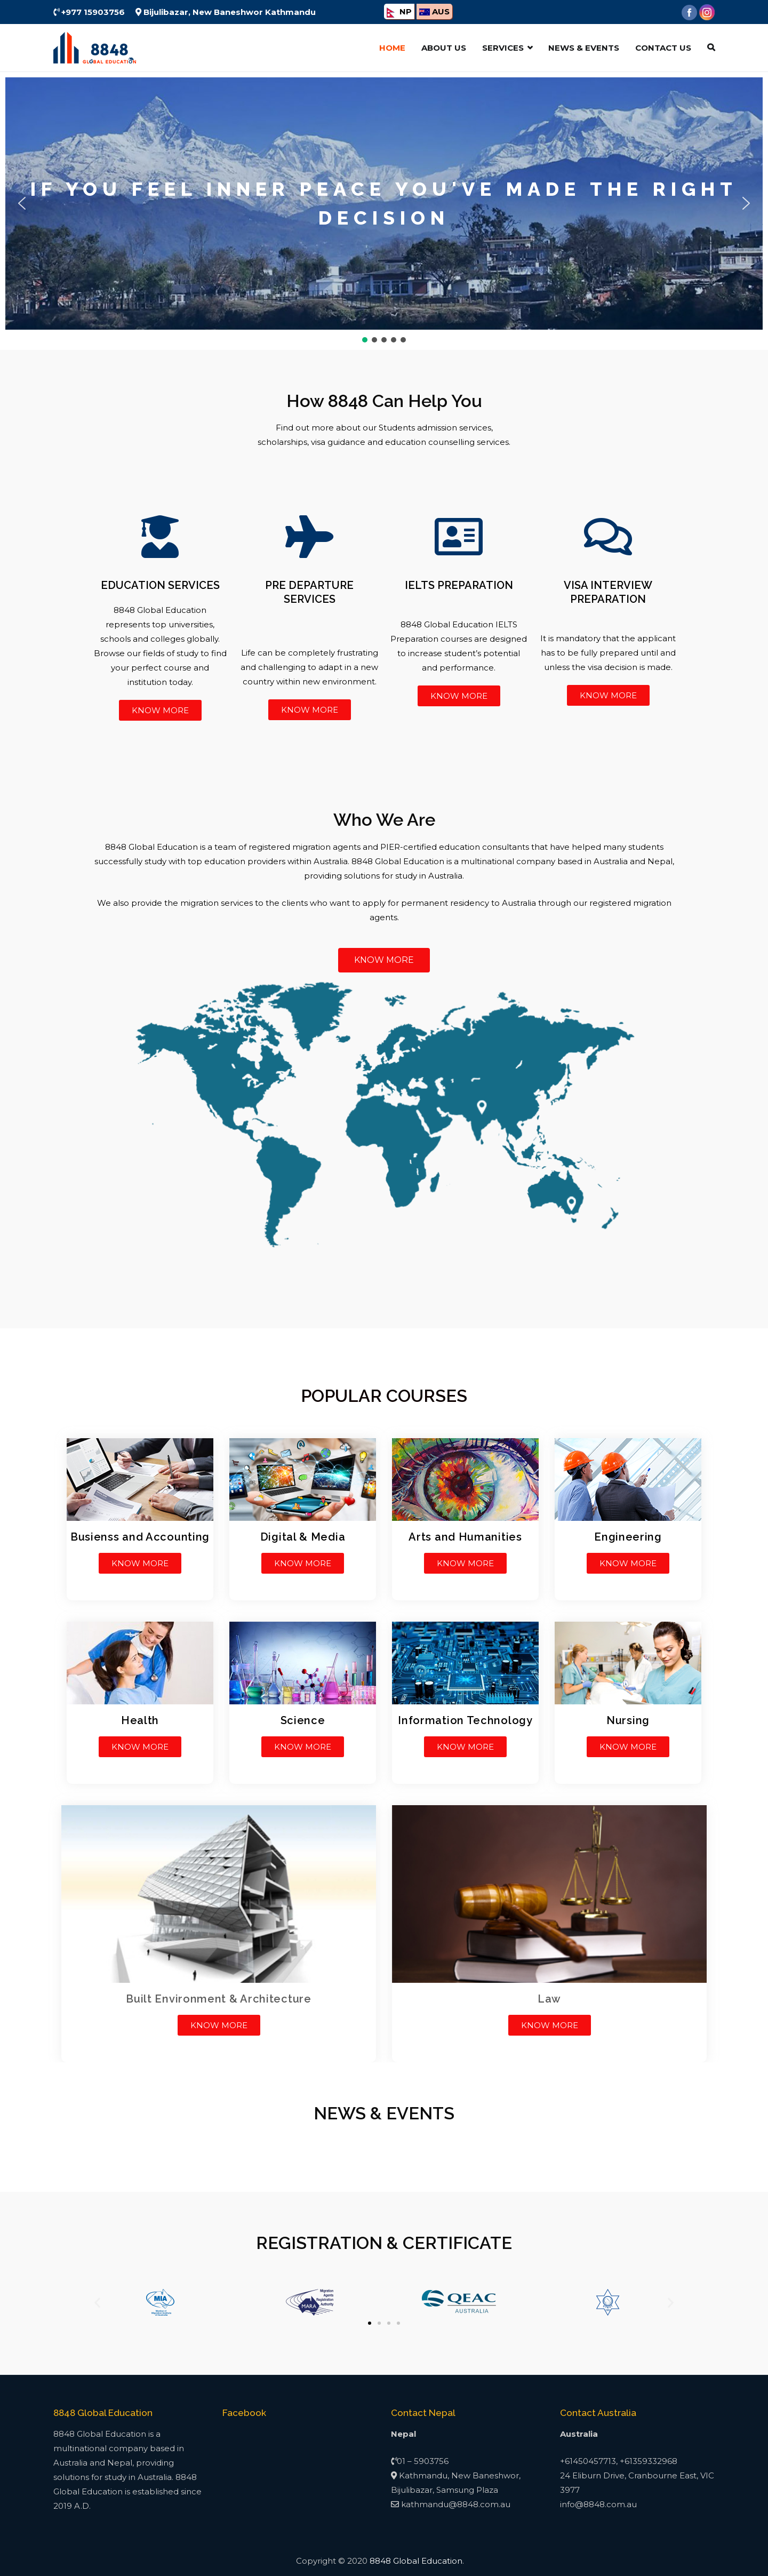 +977 15903756 Bijulibazar, New Baneshwor Kathmandu NP AUS
8848
GLOBAL EDUCATION
HOME ABOUT US SERVICES NEWS & EVENTS CONTACT US
IF YOU FEEL INNER PEACE YOU'VE MADE THE RIGHT
DECISION
How 8848 Can Help You
Find out more about our Students admission services,
scholarships, visa guidance and education counselling services.
EDUCATION SERVICES
8848 Global Education
represents top universities,
schools and colleges globally.
Browse our fields of study to find
your perfect course and
institution today.
KNOW MORE
PRE DEPARTURE
SERVICES
Life can be completely frustrating
and challenging to adapt in a new
country within new environment.
KNOW MORE
IELTS PREPARATION
8848 Global Education IELTS
Preparation courses are designed
to increase student's potential
and performance.
KNOW MORE
VISA INTERVIEW
PREPARATION
It is mandatory that the applicant
has to be fully prepared until and
unless the visa decision is made.
KNOW MORE
Who We Are
8848 Global Education is a team of registered migration agents and PIER-certified education consultants that have helped many students
successfully study with top education providers within Australia. 8848 Global Education is a multinational company based in Australia and Nepal,
providing solutions for study in Australia.
We also provide the migration services to the clients who want to apply for permanent residency to Australia through our registered migration
agents.
KNOW MORE
POPULAR COURSES
Busienss and Accounting
KNOW MORE
Digital & Media
KNOW MORE
Arts and Humanities
KNOW MORE
Engineering
KNOW MORE
Health
KNOW MORE
Science
KNOW MORE
Information Technology
KNOW MORE
Nursing
KNOW MORE
Built Environment & Architecture
KNOW MORE
Law
KNOW MORE
NEWS & EVENTS
REGISTRATION & CERTIFICATE
MIA
MARA
Migration
Agents
Registration
Authority
QEAC
AUSTRALIA
8848 Global Education
8848 Global Education is a
multinational company based in
Australia and Nepal, providing
solutions for study in Australia. 8848
Global Education is established since
2019 A.D.
Facebook
Contact Nepal
Nepal
01 – 5903756
Kathmandu, New Baneshwor,
Bijulibazar, Samsung Plaza
kathmandu@8848.com.au
Contact Australia
Australia
+61450457713, +61359332968
24 Eliburn Drive, Cranbourne East, VIC
3977
info@8848.com.au
Copyright © 2020 8848 Global Education.